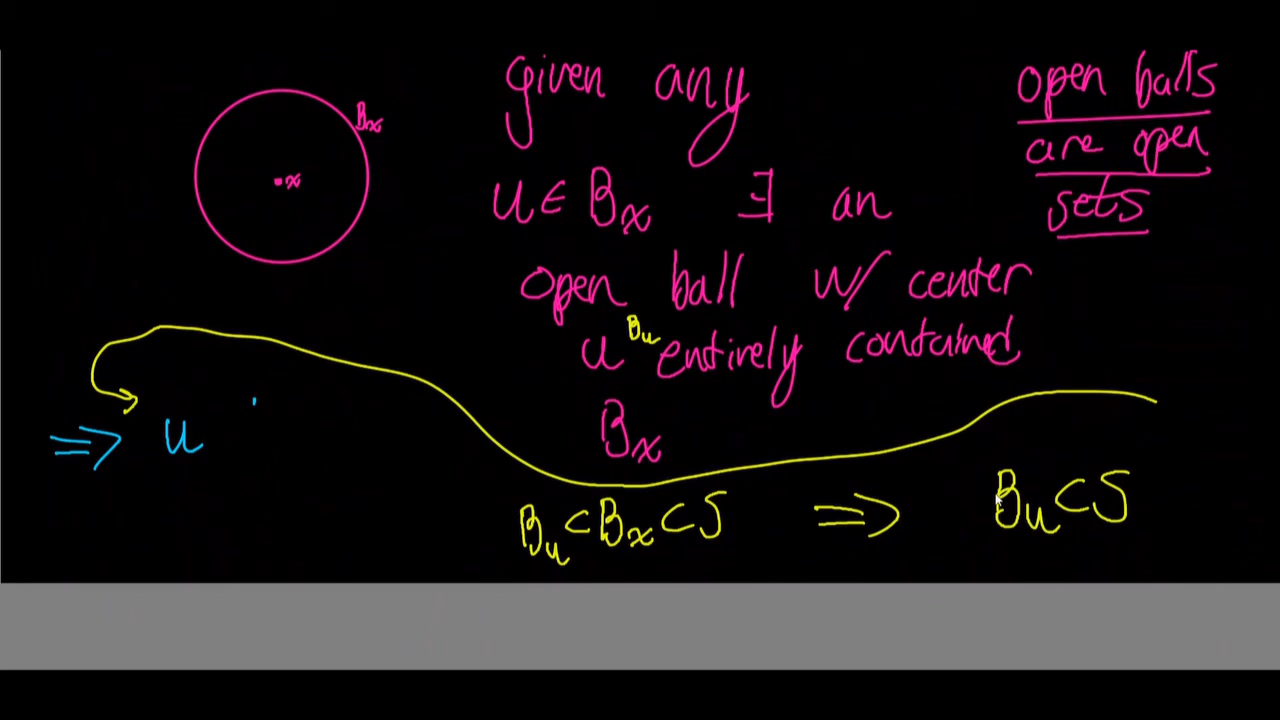 Bx
x
given any
u ∈ Bx ∃ an
open ball w/ center
u Bu entirely contained
Bx
open balls
are open
sets
⇒ u
Bu ⊂ Bx ⊂ S ⇒ Bu ⊂ S